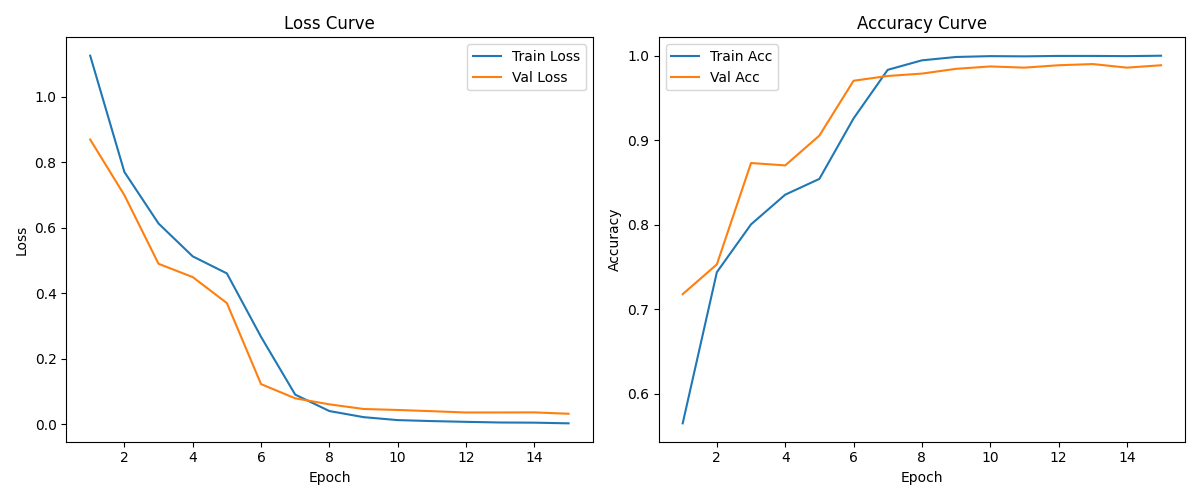 Loss Curve
Train Loss
Val Loss
1.0
0.8
0.6
0.4
0.2
0.0
Loss
2 4 6 8 10 12 14
Epoch
Accuracy Curve
Train Acc
Val Acc
1.0
0.9
0.8
0.7
0.6
Accuracy
2 4 6 8 10 12 14
Epoch